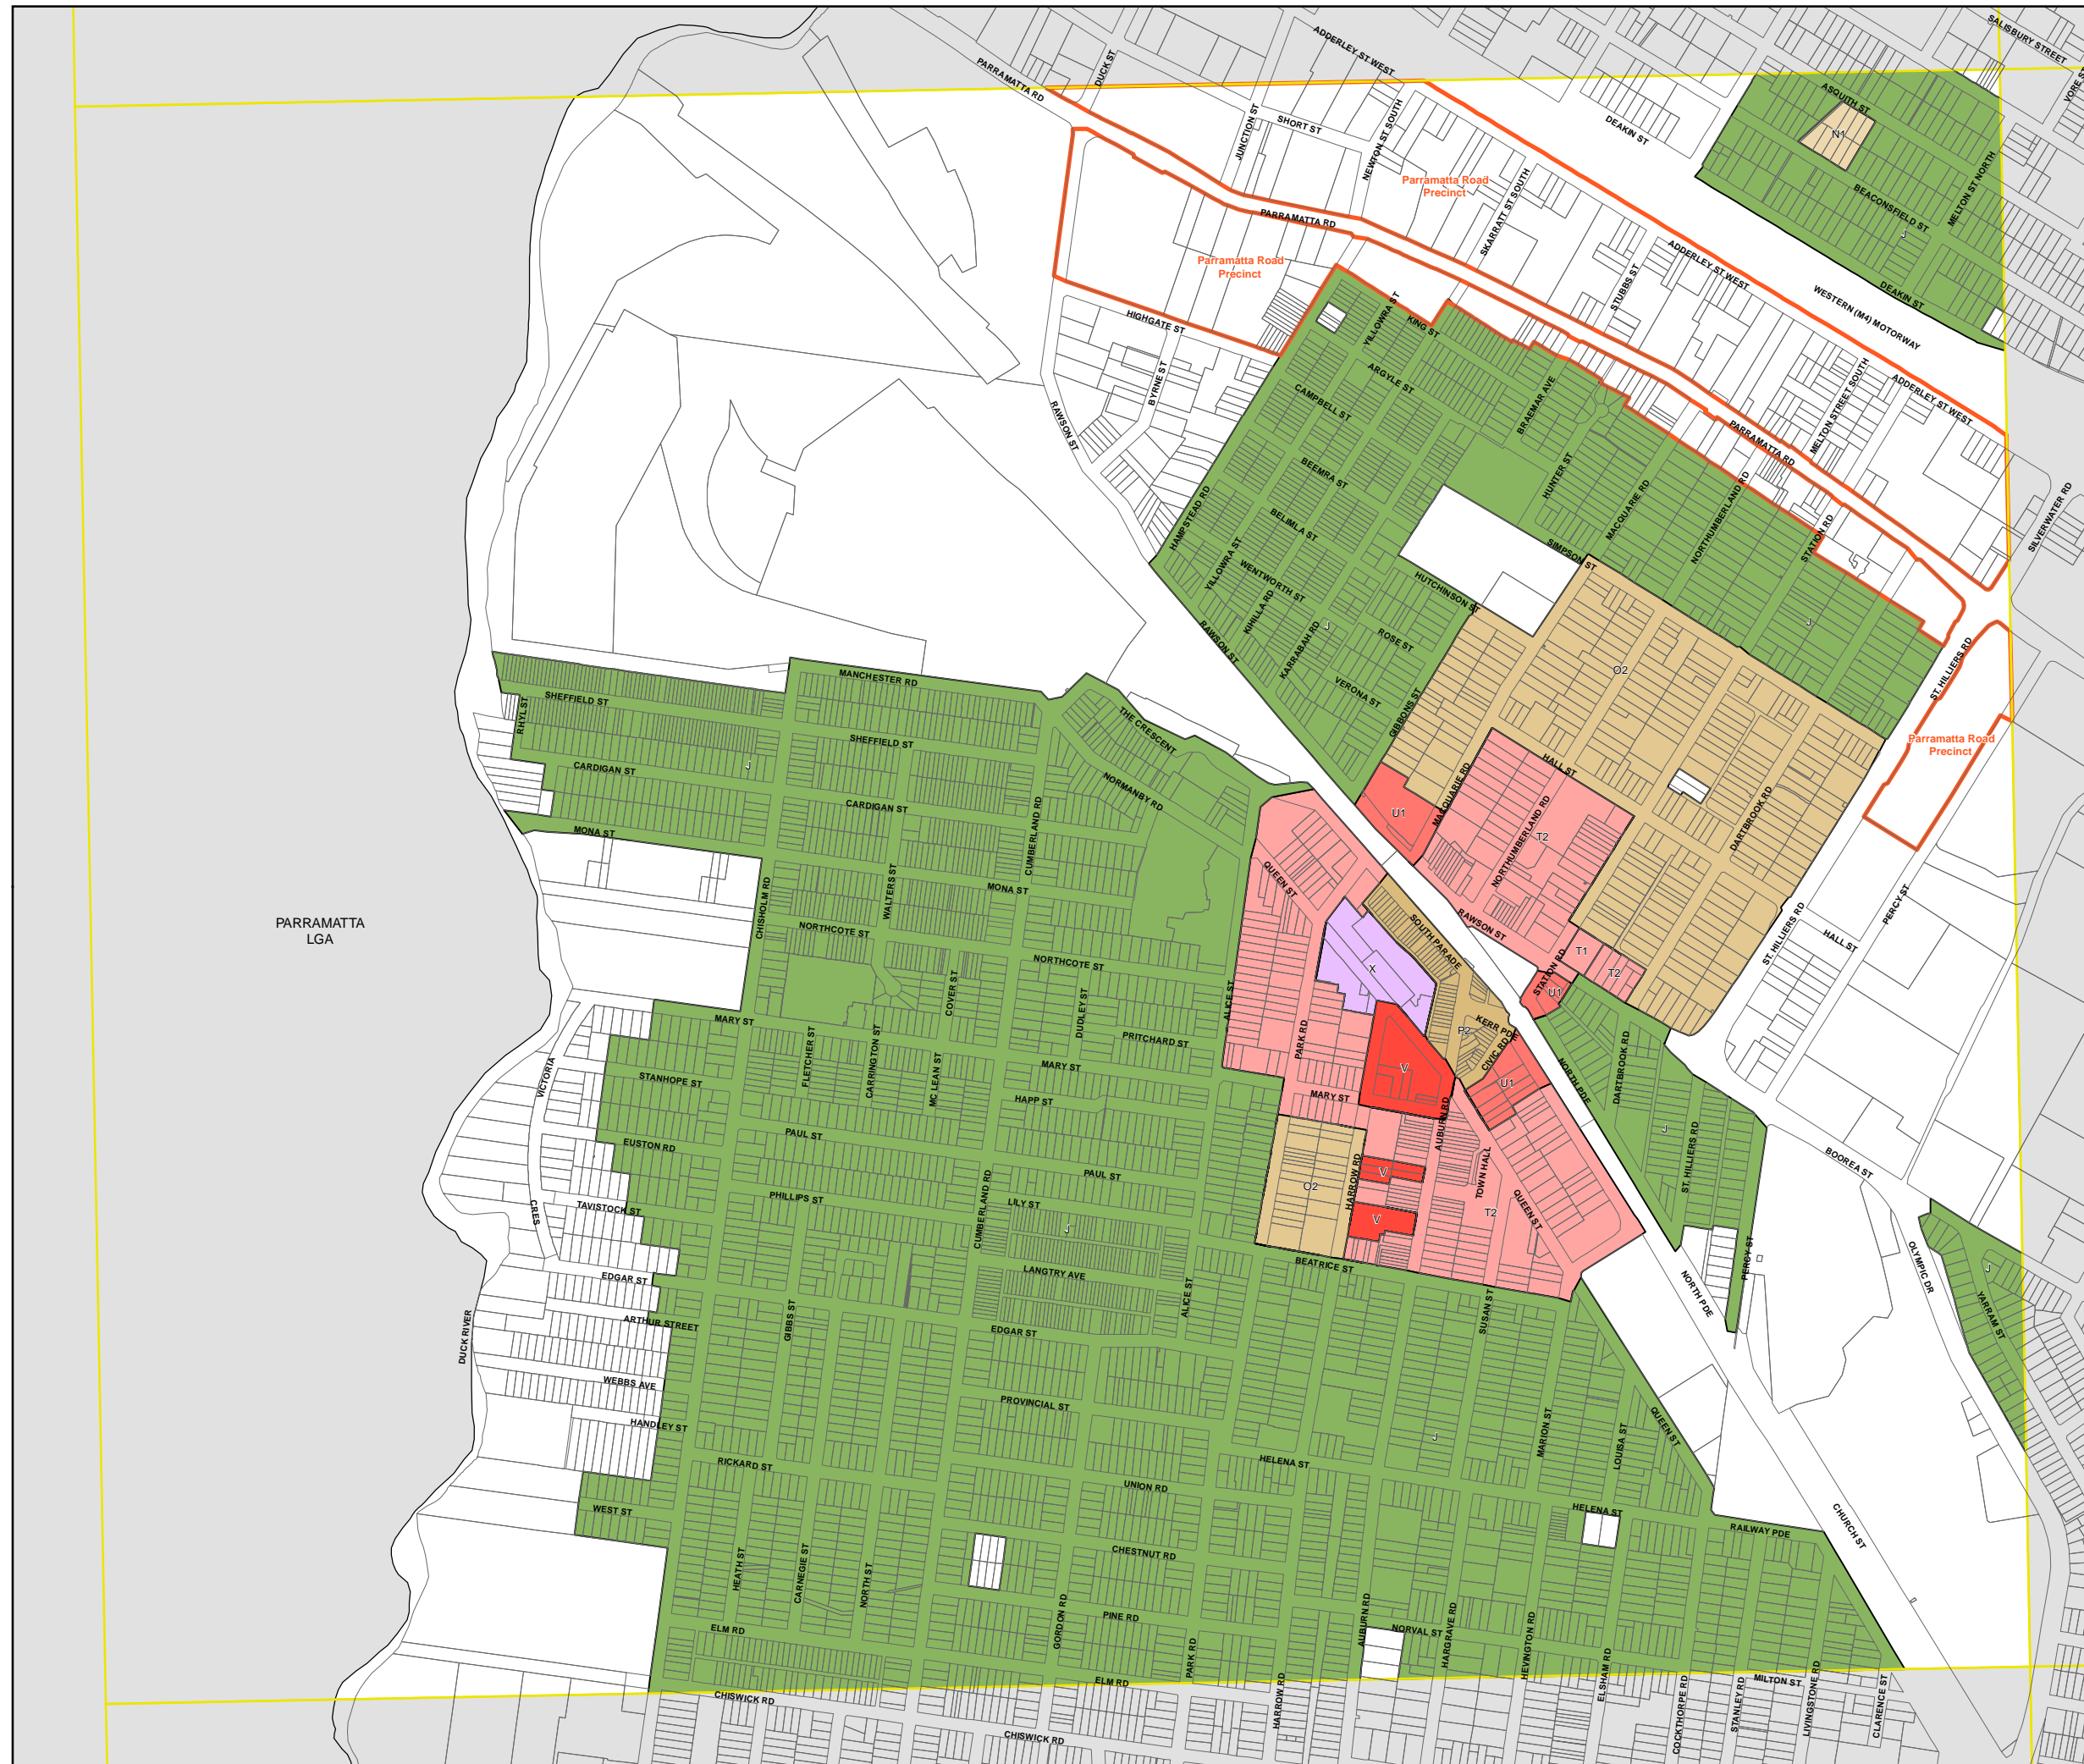 SALISBURY STREET
ADDERLEY ST WEST
DUCK ST
PARRAMATTA RD
VORE ST
ASQUITH ST
JUNCTION ST
SHORT ST
NEWTON ST SOUTH
DEAKIN ST
N1
Parramatta Road
Precinct
SKARRATT ST SOUTH
BEACONSFIELD ST
MELTON ST NORTH
J
PARRAMATTA RD
Parramatta Road
Precinct
STUBBS ST
ADDERLEY ST WEST
DEAKIN ST
WESTERN (M4) MOTORWAY
HIGHGATE ST
YILLOWRA ST
KING ST
BYRNE ST
ARGYLE ST
CAMPBELL ST
BRAEMAR AVE
MELTON STREET SOUTH
ADDERLEY ST WEST
RAWSON ST
PARRAMATTA RD
BEEMRA ST
HUNTER ST
MACQUARIE RD
NORTHUMBERLAND RD
STATION RD
SILVERWATER RD
HAMPSTEAD RD
BELIMLA ST
SIMPSON ST
YILLOWRA ST
WENTWORTH ST
HUTCHINSON ST
KIHILLA RD
RAWSON ST
KARRABAH RD
J
ROSE ST
J
O2
VERONA ST
GIBBONS ST
ST. HILLIERS RD
MANCHESTER RD
SHEFFIELD ST
RHYL ST
THE CRESCENT
SHEFFIELD ST
J
CARDIGAN ST
NORMANBY RD
CARDIGAN ST
CUMBERLAND RD
MONA ST
Parramatta Road
Precinct
HALL ST
MACQUARIE RD
U1
NORTHUMBERLAND RD
T2
DARTBROOK RD
QUEEN ST
MONA ST
WALTERS ST
CHISHOLM RD
NORTHCOTE ST
PARRAMATTA
LGA
SOUTH PARADE
RAWSON ST
PERCY ST
HALL ST
ST. HILLIERS RD
NORTHCOTE ST
X
T1
T2
STATION RD
U1
COVER ST
DUDLEY ST
ALICE ST
PARK RD
MARY ST
PRITCHARD ST
P2
KERR PDE
CIVIC RD
NORTH PDE
DARTBROOK RD
FLETCHER ST
CARRINGTON ST
MC LEAN ST
MARY ST
V
U1
STANHOPE ST
VICTORIA
HAPP ST
MARY ST
AUBURN RD
J
ST. HILLIERS RD
BOOREA ST
EUSTON RD
PAUL ST
PAUL ST
V
HARROW RD
TOWN HALL
O2
PHILLIPS ST
LILY ST
CUMBERLAND RD
TAVISTOCK ST
CRES
J
V
T2
QUEEN ST
PERCY ST
OLYMPIC DR
J
BEATRICE ST
LANGTRY AVE
EDGAR ST
ALICE ST
NORTH PDE
YARRAM ST
ARTHUR STREET
GIBBS ST
EDGAR ST
SUSAN ST
DUCK RIVER
WEBBS AVE
PROVINCIAL ST
HANDLEY ST
J
MARION ST
LOUISA ST
QUEEN ST
RICKARD ST
HELENA ST
UNION RD
WEST ST
HELENA ST
RAILWAY PDE
CHURCH ST
CHESTNUT RD
HEATH ST
CARNEGIE ST
NORTH ST
GORDON RD
PINE RD
AUBURN RD
NORVAL ST
HARGRAVE RD
HEVINGTON RD
ELM RD
PARK RD
ELM RD
HARROW RD
ELSHAM RD
COCKTHORPE RD
STANLEY RD
MILTON ST
LIVINGSTONE RD
CLARENCE ST
CHISWICK RD
CHISWICK RD